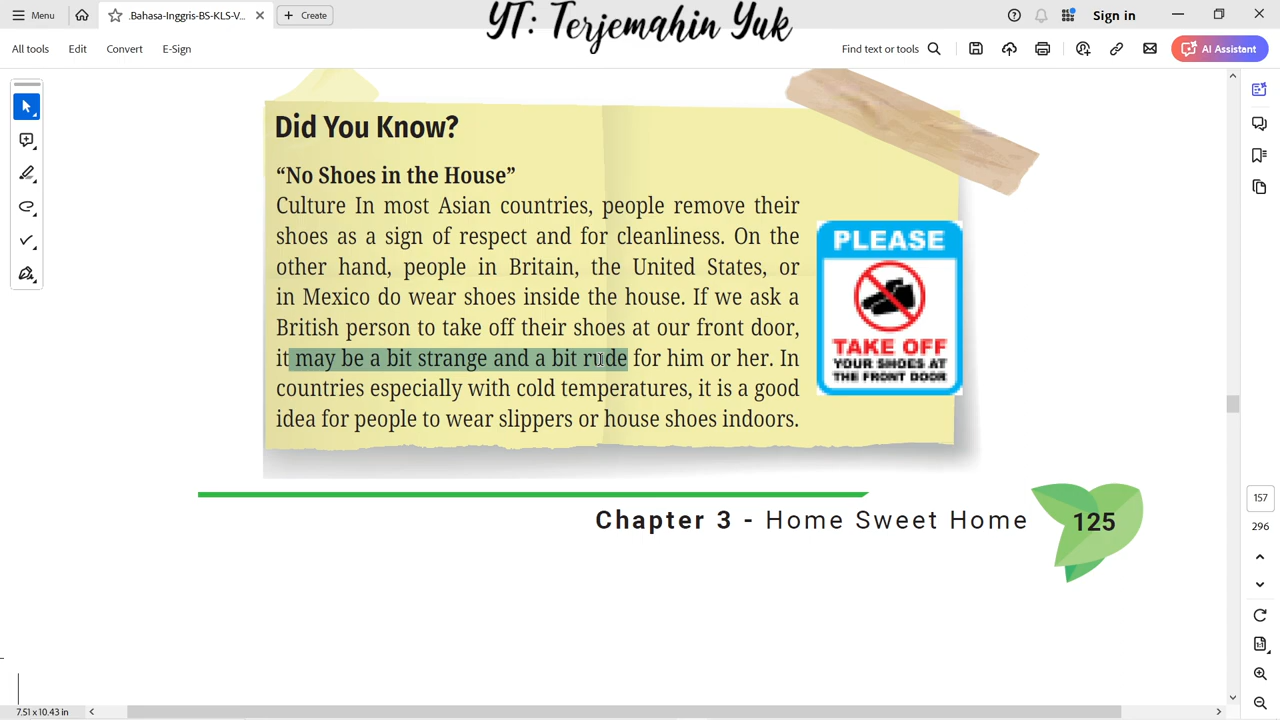 Menu
.Bahasa-Inggris-BS-KLS-V...
Create
YT: Terjemahin Yuk
Sign in
All tools
Edit
Convert
E-Sign
Find text or tools
AI Assistant
Did You Know?
“No Shoes in the House”
Culture In most Asian countries, people remove their
shoes as a sign of respect and for cleanliness. On the
other hand, people in Britain, the United States, or
in Mexico do wear shoes inside the house. If we ask a
British person to take off their shoes at our front door,
it may be a bit strange and a bit rude for him or her. In
countries especially with cold temperatures, it is a good
idea for people to wear slippers or house shoes indoors.
PLEASE
TAKE OFF
YOUR SHOES AT
THE FRONT DOOR
Chapter 3 - Home Sweet Home
125
157
296
7.51 x 10.43 in